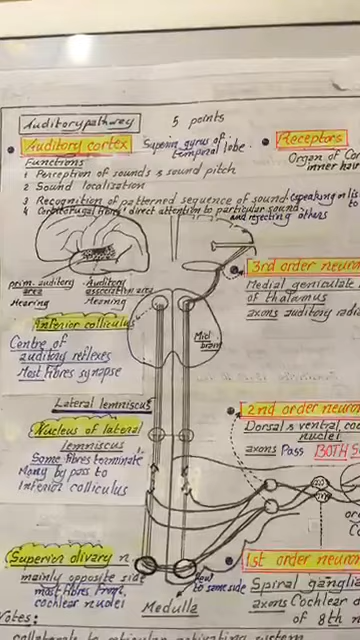 Auditory pathway
5 points
Auditory cortex
Superior gyrus of
temporal lobe.
Functions
1 Perception of sounds & sound pitch
2 Sound localization
3 Recognition of patterned sequence of sound
4 direct attention to particular sound
and rejecting others
prim. auditory
area
Hearing
Auditory
association area
Meaning
Inferior colliculus
Centre of
auditory reflexes
Most fibres synapse
Mid
brain
Lateral lemniscus
Nucleus of lateral
lemniscus
Some fibres terminate
Many by pass to
Inferior colliculus
Superior olivary n
mainly opposite side
most fibres from
cochlear nuclei
to same side
Medulla
Votes:
Receptors
Organ of Cor
inner hair
3rd order neuron
Medial geniculate
of thalamus
axons auditory radia
2nd order neuron
Dorsal & ventral coc
nuclei
axons Pass BOTH S
1st order neuron
Spiral ganglia
axons Cochlear
of 8th